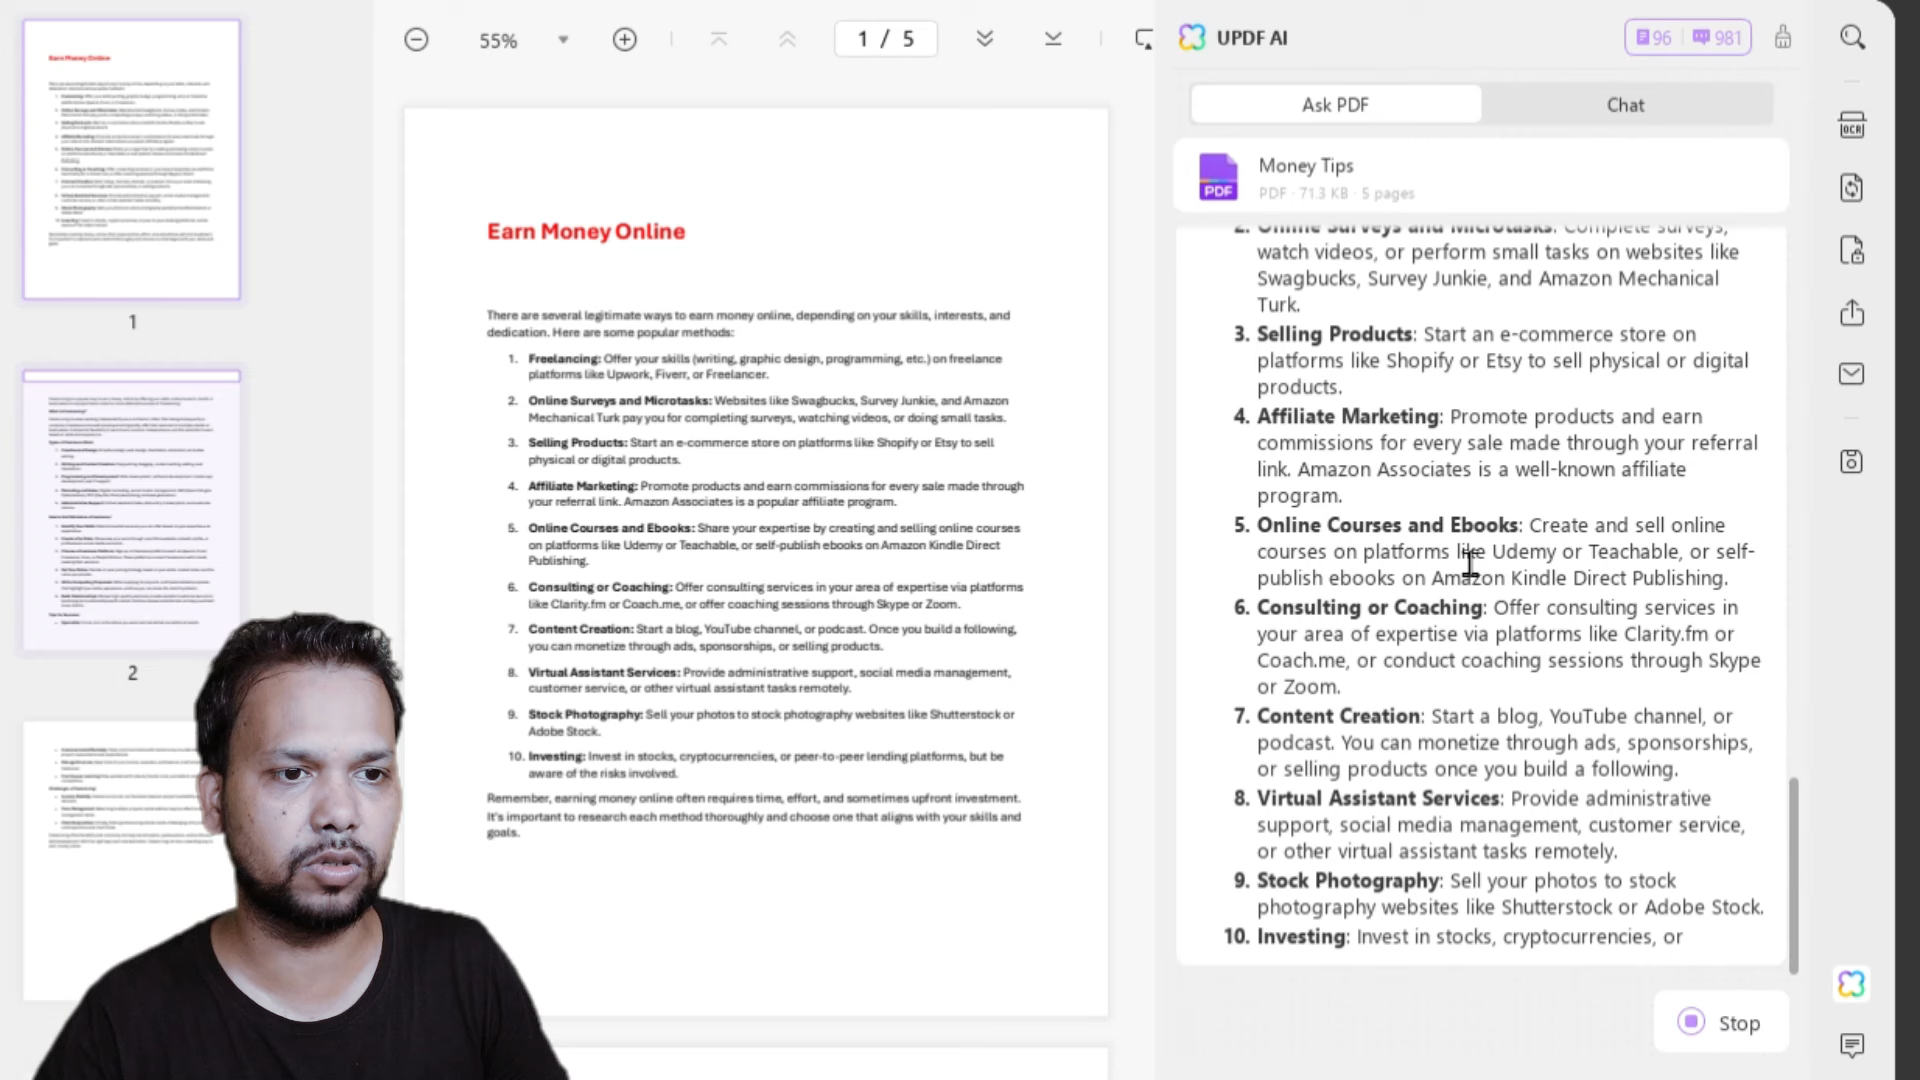 55%
1 / 5
UPDF AI
96
981
Ask PDF
Chat
OCR
Money Tips
PDF
PDF · 71.3 KB · 5 pages
Earn Money Online
1
2
Earn Money Online
There are several legitimate ways to earn money online, depending on your skills, interests, and
dedication. Here are some popular methods:
1. Freelancing: Offer your skills (writing, graphic design, programming, etc.) on freelance
platforms like Upwork, Fiverr, or Freelancer.
2. Online Surveys and Microtasks: Websites like Swagbucks, Survey Junkie, and Amazon
Mechanical Turk pay you for completing surveys, watching videos, or doing small tasks.
3. Selling Products: Start an e-commerce store on platforms like Shopify or Etsy to sell
physical or digital products.
4. Affiliate Marketing: Promote products and earn commissions for every sale made through
your referral link. Amazon Associates is a popular affiliate program.
5. Online Courses and Ebooks: Share your expertise by creating and selling online courses
on platforms like Udemy or Teachable, or self-publish ebooks on Amazon Kindle Direct
Publishing.
6. Consulting or Coaching: Offer consulting services in your area of expertise via platforms
like Clarity.fm or Coach.me, or offer coaching sessions through Skype or Zoom.
7. Content Creation: Start a blog, YouTube channel, or podcast. Once you build a following,
you can monetize through ads, sponsorships, or selling products.
8. Virtual Assistant Services: Provide administrative support, social media management,
customer service, or other virtual assistant tasks remotely.
9. Stock Photography: Sell your photos to stock photography websites like Shutterstock or
Adobe Stock.
10. Investing: Invest in stocks, cryptocurrencies, or peer-to-peer lending platforms, but be
aware of the risks involved.
Remember, earning money online often requires time, effort, and sometimes upfront investment.
It's important to research each method thoroughly and choose one that aligns with your skills and
goals.
2. Online Surveys and Microtasks: Complete surveys,
watch videos, or perform small tasks on websites like
Swagbucks, Survey Junkie, and Amazon Mechanical
Turk.
3. Selling Products: Start an e-commerce store on
platforms like Shopify or Etsy to sell physical or digital
products.
4. Affiliate Marketing: Promote products and earn
commissions for every sale made through your referral
link. Amazon Associates is a well-known affiliate
program.
5. Online Courses and Ebooks: Create and sell online
courses on platforms like Udemy or Teachable, or self-
publish ebooks on Amazon Kindle Direct Publishing.
6. Consulting or Coaching: Offer consulting services in
your area of expertise via platforms like Clarity.fm or
Coach.me, or conduct coaching sessions through Skype
or Zoom.
7. Content Creation: Start a blog, YouTube channel, or
podcast. You can monetize through ads, sponsorships,
or selling products once you build a following.
8. Virtual Assistant Services: Provide administrative
support, social media management, customer service,
or other virtual assistant tasks remotely.
9. Stock Photography: Sell your photos to stock
photography websites like Shutterstock or Adobe Stock.
10. Investing: Invest in stocks, cryptocurrencies, or
Stop